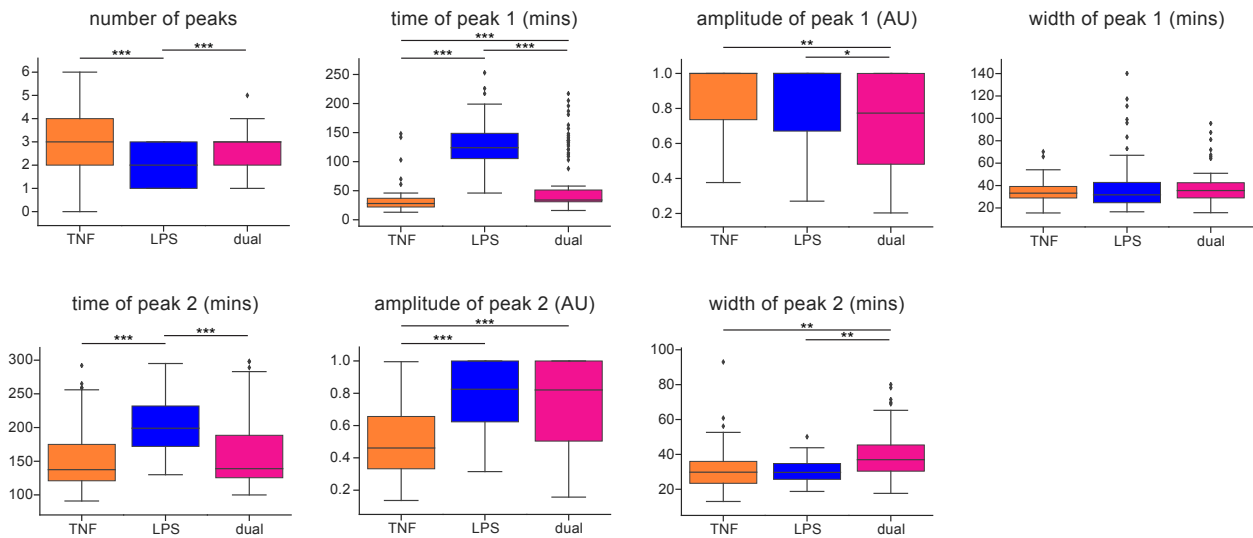 number of peaks
***
***
6
5
4
3
2
1
0
TNF
LPS
dual
time of peak 1 (mins)
***
***
***
250
200
150
100
50
0
TNF
LPS
dual
amplitude of peak 1 (AU)
**
*
1.0
0.8
0.6
0.4
0.2
TNF
LPS
dual
width of peak 1 (mins)
140
120
100
80
60
40
20
TNF
LPS
dual
time of peak 2 (mins)
***
***
300
250
200
150
100
TNF
LPS
dual
amplitude of peak 2 (AU)
***
***
1.0
0.8
0.6
0.4
0.2
TNF
LPS
dual
width of peak 2 (mins)
**
**
100
80
60
40
20
TNF
LPS
dual